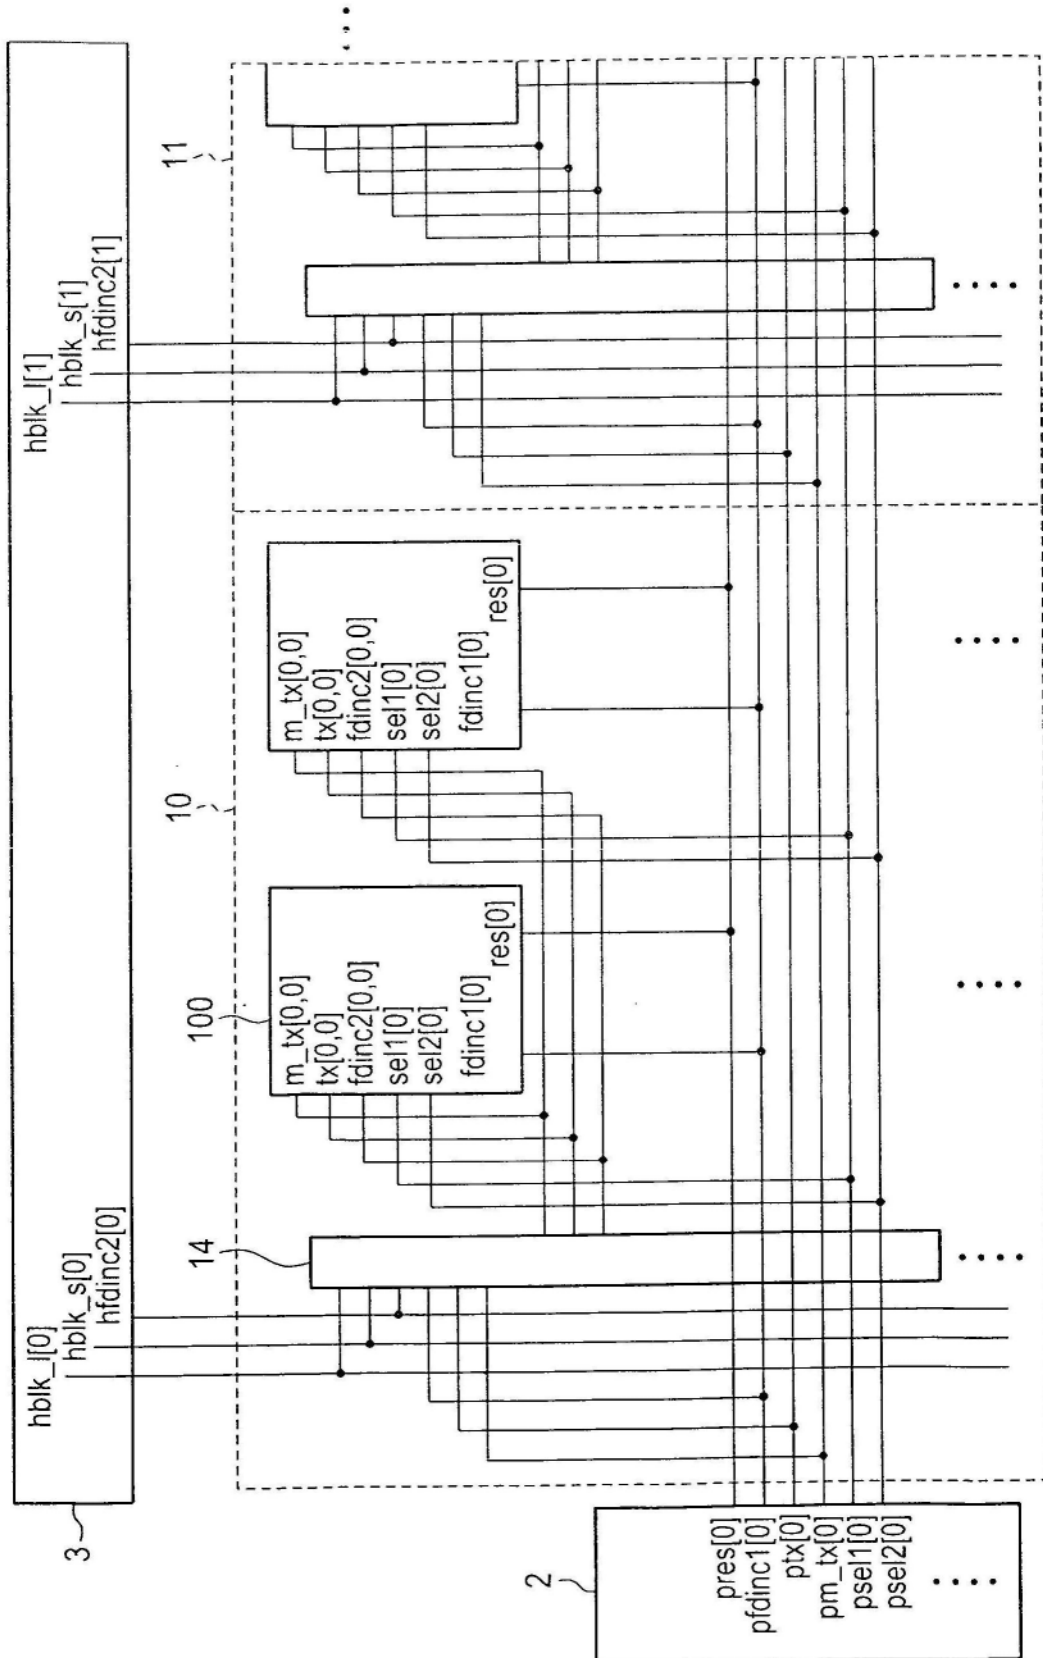 3
hblk_l[0]
hblk_s[0]
hfdinc2[0]
hblk_l[1]
hblk_s[1]
hfdinc2[1]
10
11
14
100
m_tx[0,0]
tx[0,0]
fdinc2[0,0]
sel1[0]
sel2[0]
fdinc1[0]
res[0]
m_tx[0,0]
tx[0,0]
fdinc2[0,0]
sel1[0]
sel2[0]
fdinc1[0]
res[0]
2
pres[0]
pfdinc1[0]
ptx[0]
pm_tx[0]
psel1[0]
psel2[0]